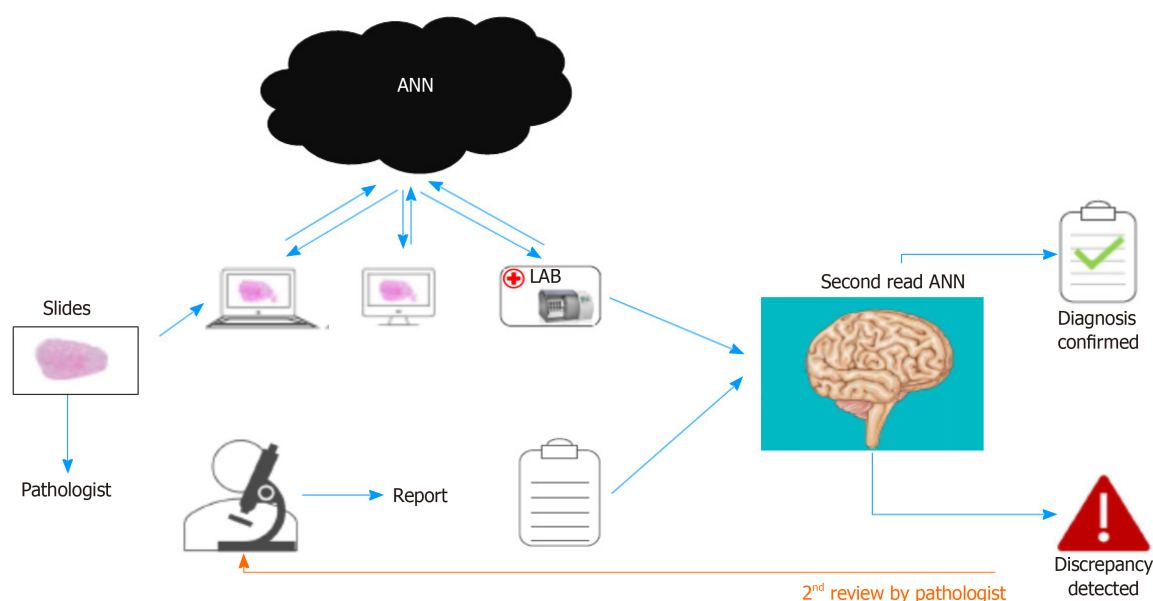 ANN
LAB
Second read ANN
Slides
Diagnosis
confirmed
Pathologist
Report
Discrepancy
detected
2nd review by pathologist